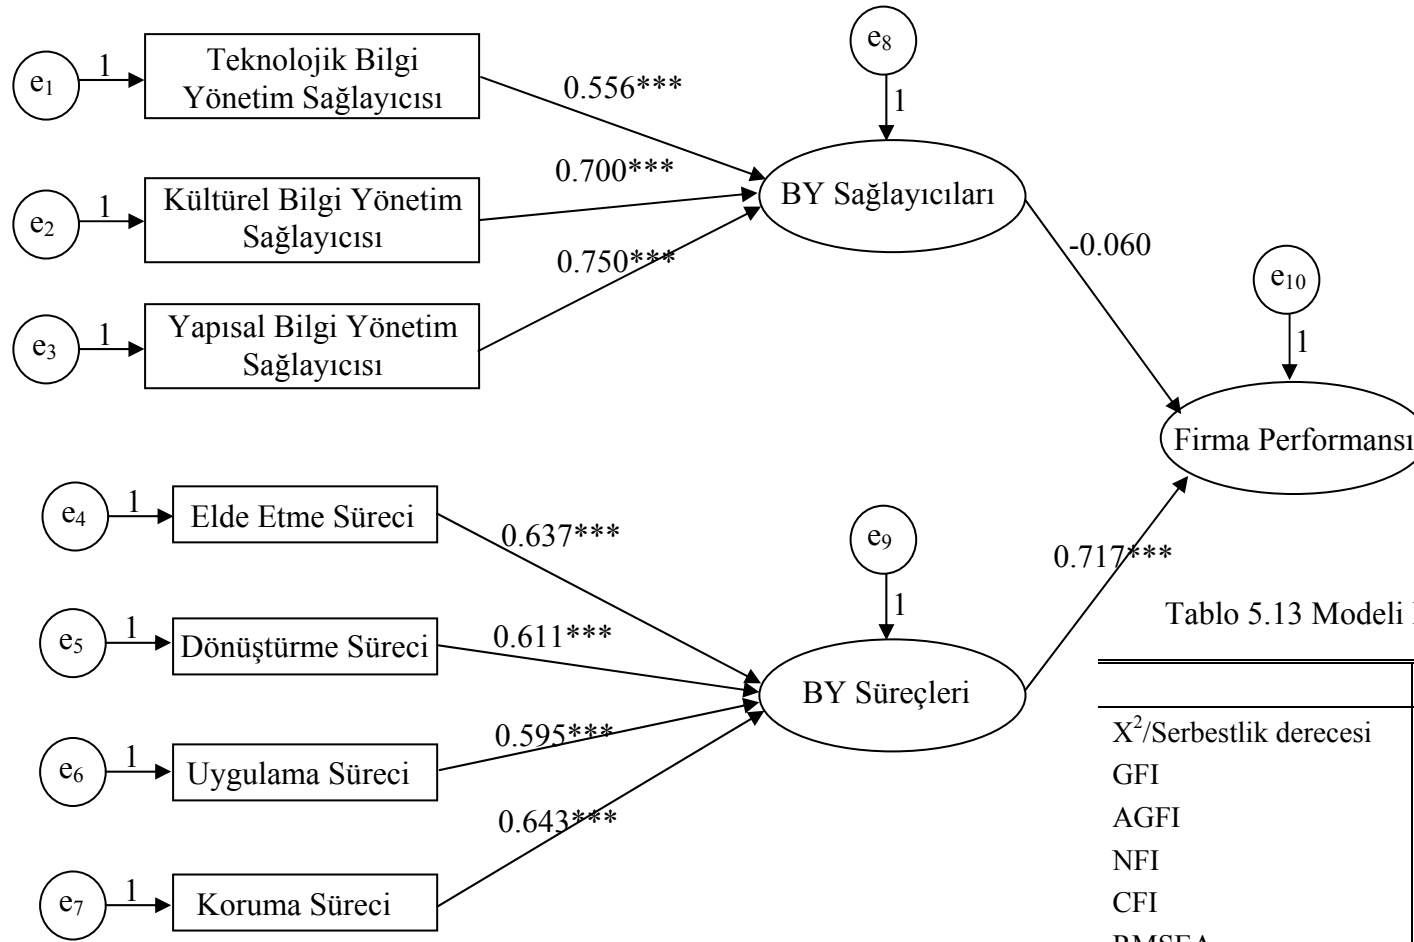 e8
e1
1
Teknolojik Bilgi
Yönetim Sağlayıcısı
0.556***
1
e2
1
Kültürel Bilgi Yönetim
Sağlayıcısı
0.700***
BY Sağlayıcıları
e3
1
Yapısal Bilgi Yönetim
Sağlayıcısı
0.750***
-0.060
e10
1
Firma Performansı
e4
1
Elde Etme Süreci
0.637***
e9
1
0.717***
e5
1
Dönüştürme Süreci
0.611***
BY Süreçleri
e6
1
Uygulama Süreci
0.595***
e7
1
Koruma Süreci
0.643***
Tablo 5.13 Modeli
X²/Serbestlik derecesi
GFI
AGFI
NFI
CFI
RMSEA